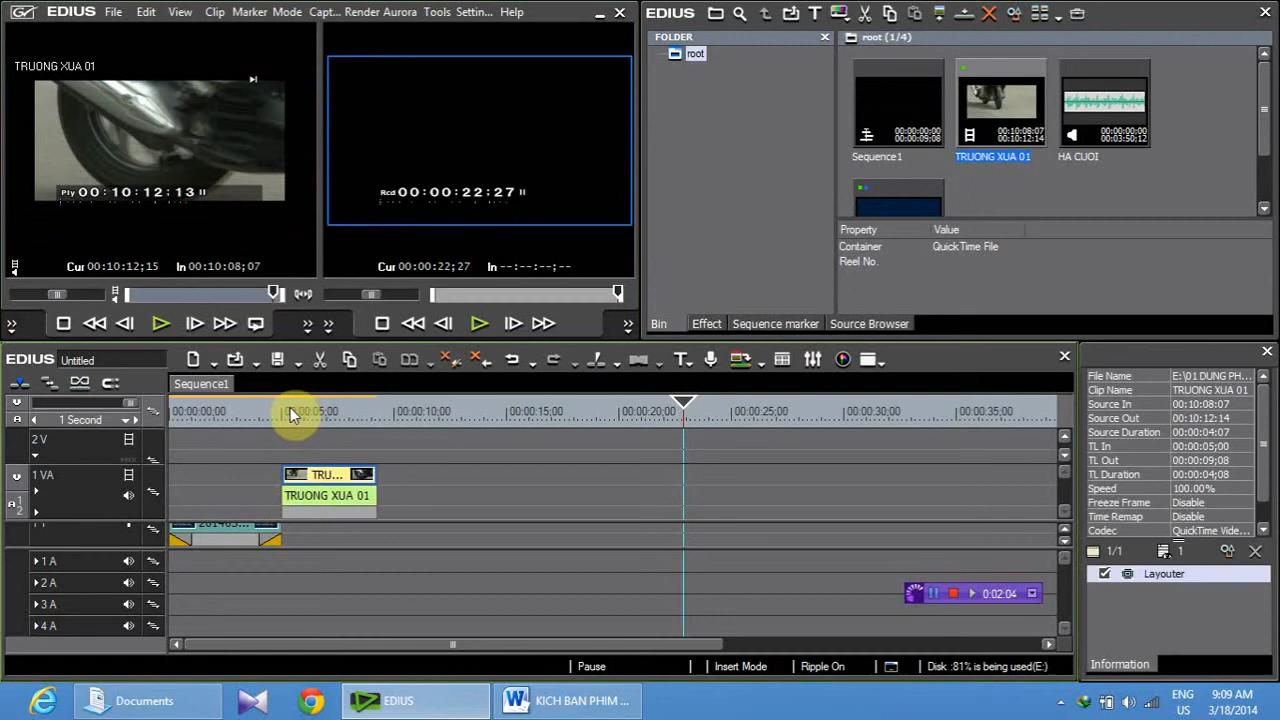 File Edit View Clip Marker Mode Capt... Render Aurora Tools Settin... Help
TRUONG XUA 01
Ply 00:10:12:13
Rcd 00:00:22:27
Cur 00:10:12;15 In 00:10:08;07
Cur 00:00:22;27 In --:--:--;--
EDIUS
FOLDER
root
root (1/4)
00:00:00;00
00:00:09;08
00:10:08;07
00:10:12;14
00:00:00;00
00:03:50;12
Sequence1
TRUONG XUA 01
HA CUOI
Property Value
Container QuickTime File
Reel No.
Bin Effect Sequence marker Source Browser
EDIUS Untitled
Sequence1
1 Second
00:00:00;00 00:00:05;00 00:00:10;00 00:00:15;00 00:00:20;00 00:00:25;00 00:00:30;00 00:00:35;00
2 V
1 VA
TRU...
TRUONG XUA 01
1 A
2 A
3 A
4 A
0:02:04
Pause Insert Mode Ripple On Disk :81% is being used(E:)
File Name E:\01 DUNG PH...
Clip Name TRUONG XUA 01
Source In 00:10:08;07
Source Out 00:10:12;14
Source Duration 00:00:04;07
TL In 00:00:05;00
TL Out 00:00:09;08
TL Duration 00:00:04;08
Speed 100.00%
Freeze Frame Disable
Time Remap Disable
Codec QuickTime Vide...
1/1 1
Layouter
Information
Documents
EDIUS
KICH BAN PHIM ...
ENG
US
9:09 AM
3/18/2014